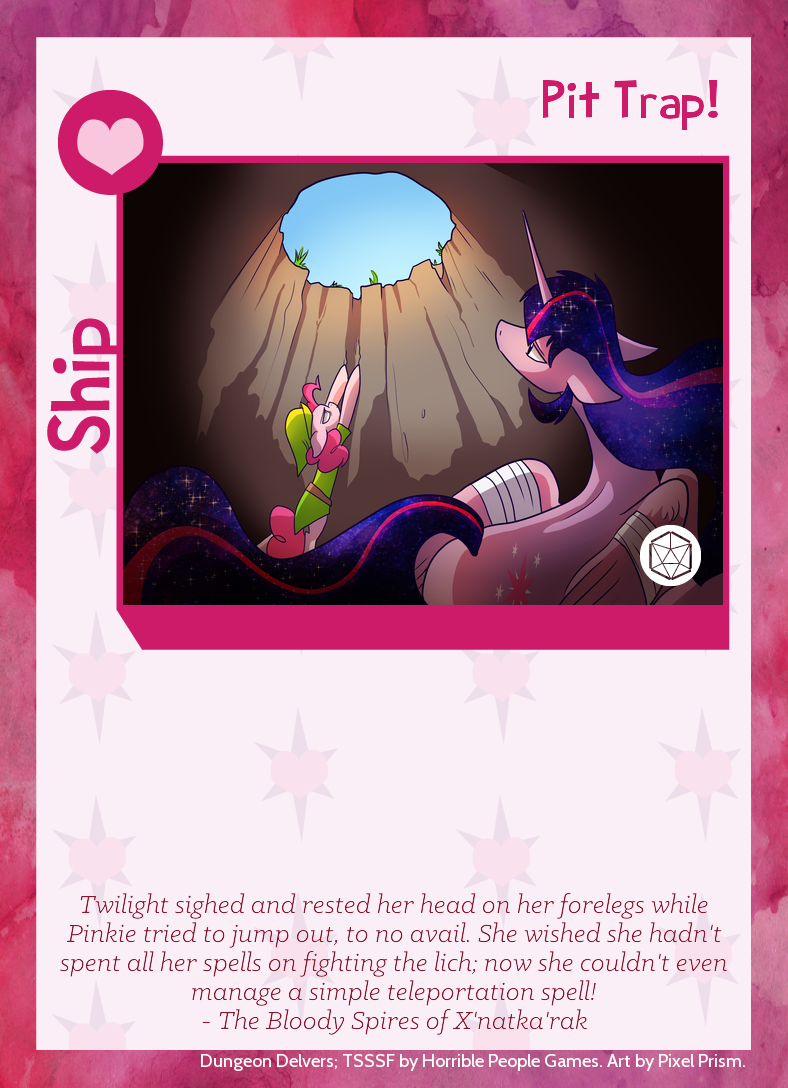 Pit Trap!
Ship
Twilight sighed and rested her head on her forelegs while
Pinkie tried to jump out, to no avail. She wished she hadn't
spent all her spells on fighting the lich; now she couldn't even
manage a simple teleportation spell!
- The Bloody Spires of X'natka'rak
Dungeon Delvers; TSSSF by Horrible People Games. Art by Pixel Prism.